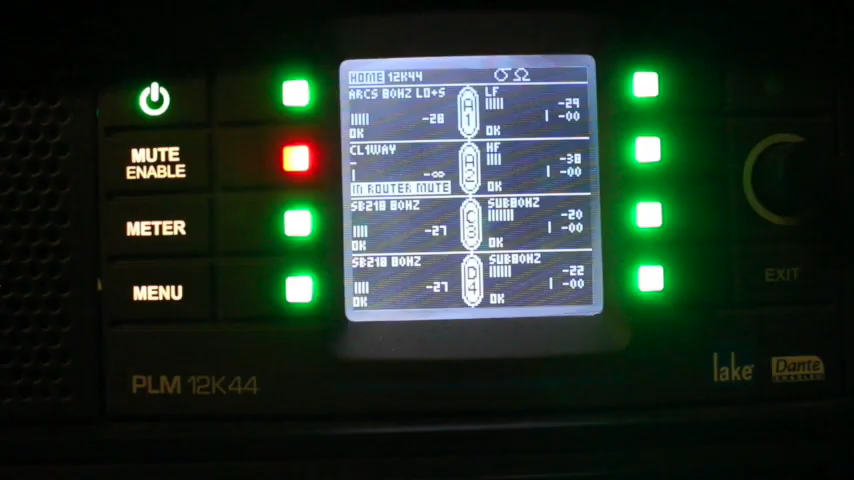 HOME 12K44
ARCS 80HZ LO+S
-28
OK
A1
LF
-29
-00
OK
CL1WAY
-
-∞
IN ROUTER MUTE
A2
HF
-38
-00
OK
SB218 80HZ
-27
OK
C3
SUB80HZ
-20
-00
OK
SB218 80HZ
-27
OK
D4
SUB80HZ
-22
-00
OK
MUTE
ENABLE
METER
MENU
EXIT
PLM 12K44
lake
Dante